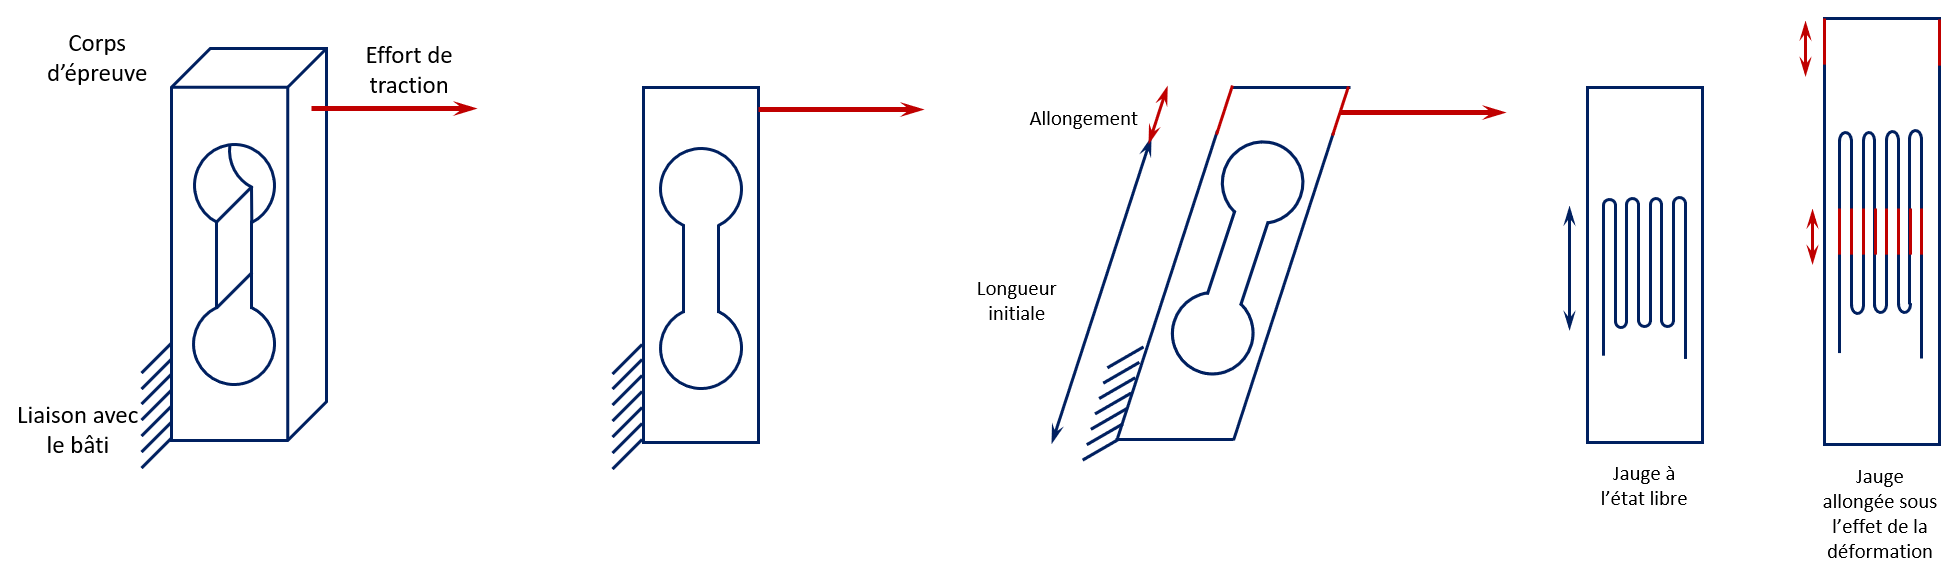 Corps
d’épreuve
Effort de
traction
Liaison avec
le bâti
Allongement
Longueur
initiale
Jauge à
l’état libre
Jauge
allongée sous
l’effet de la
déformation